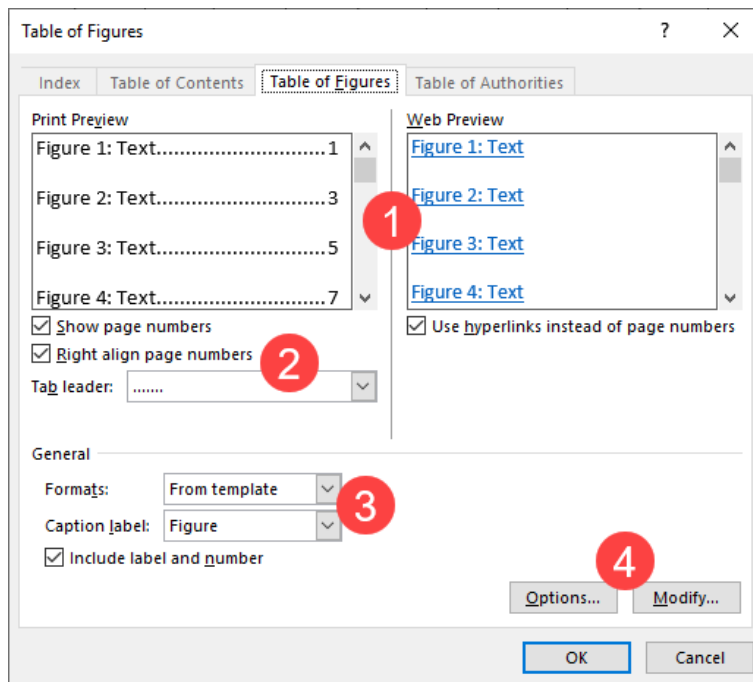 Table of Figures ? ×
Index Table of Contents Table of Figures Table of Authorities
Print Preview
Figure 1: Text..............................1
Figure 2: Text..............................3
Figure 3: Text..............................5
Figure 4: Text..............................7
Show page numbers
Right align page numbers
Tab leader: .......
Web Preview
Figure 1: Text
Figure 2: Text
Figure 3: Text
Figure 4: Text
Use hyperlinks instead of page numbers
1
2
General
Formats: From template
Caption label: Figure
Include label and number
3
4
Options... Modify...
OK Cancel